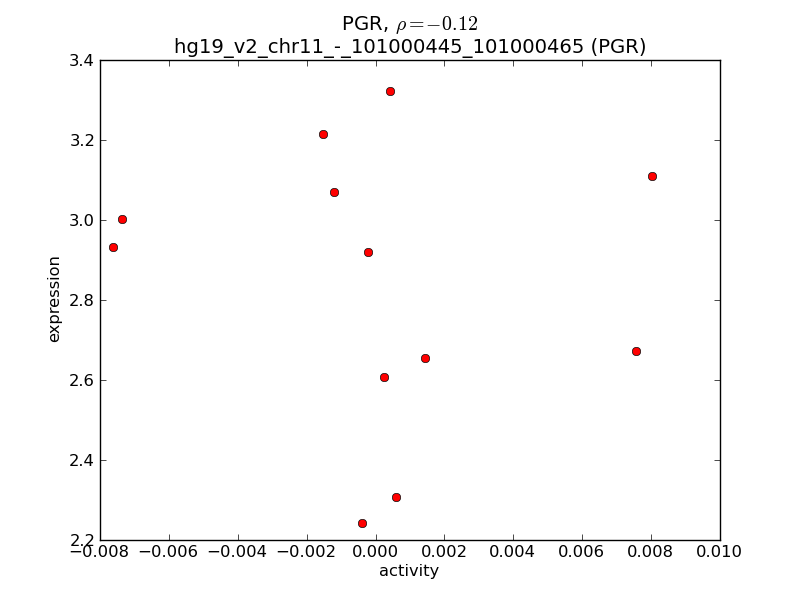 PGR, ρ=−0.12
hg19_v2_chr11_-_101000445_101000465 (PGR)
3.4
3.2
3.0
2.8
2.6
2.4
2.2
expression
−0.008 −0.006 −0.004 −0.002 0.000 0.002 0.004 0.006 0.008 0.010
activity